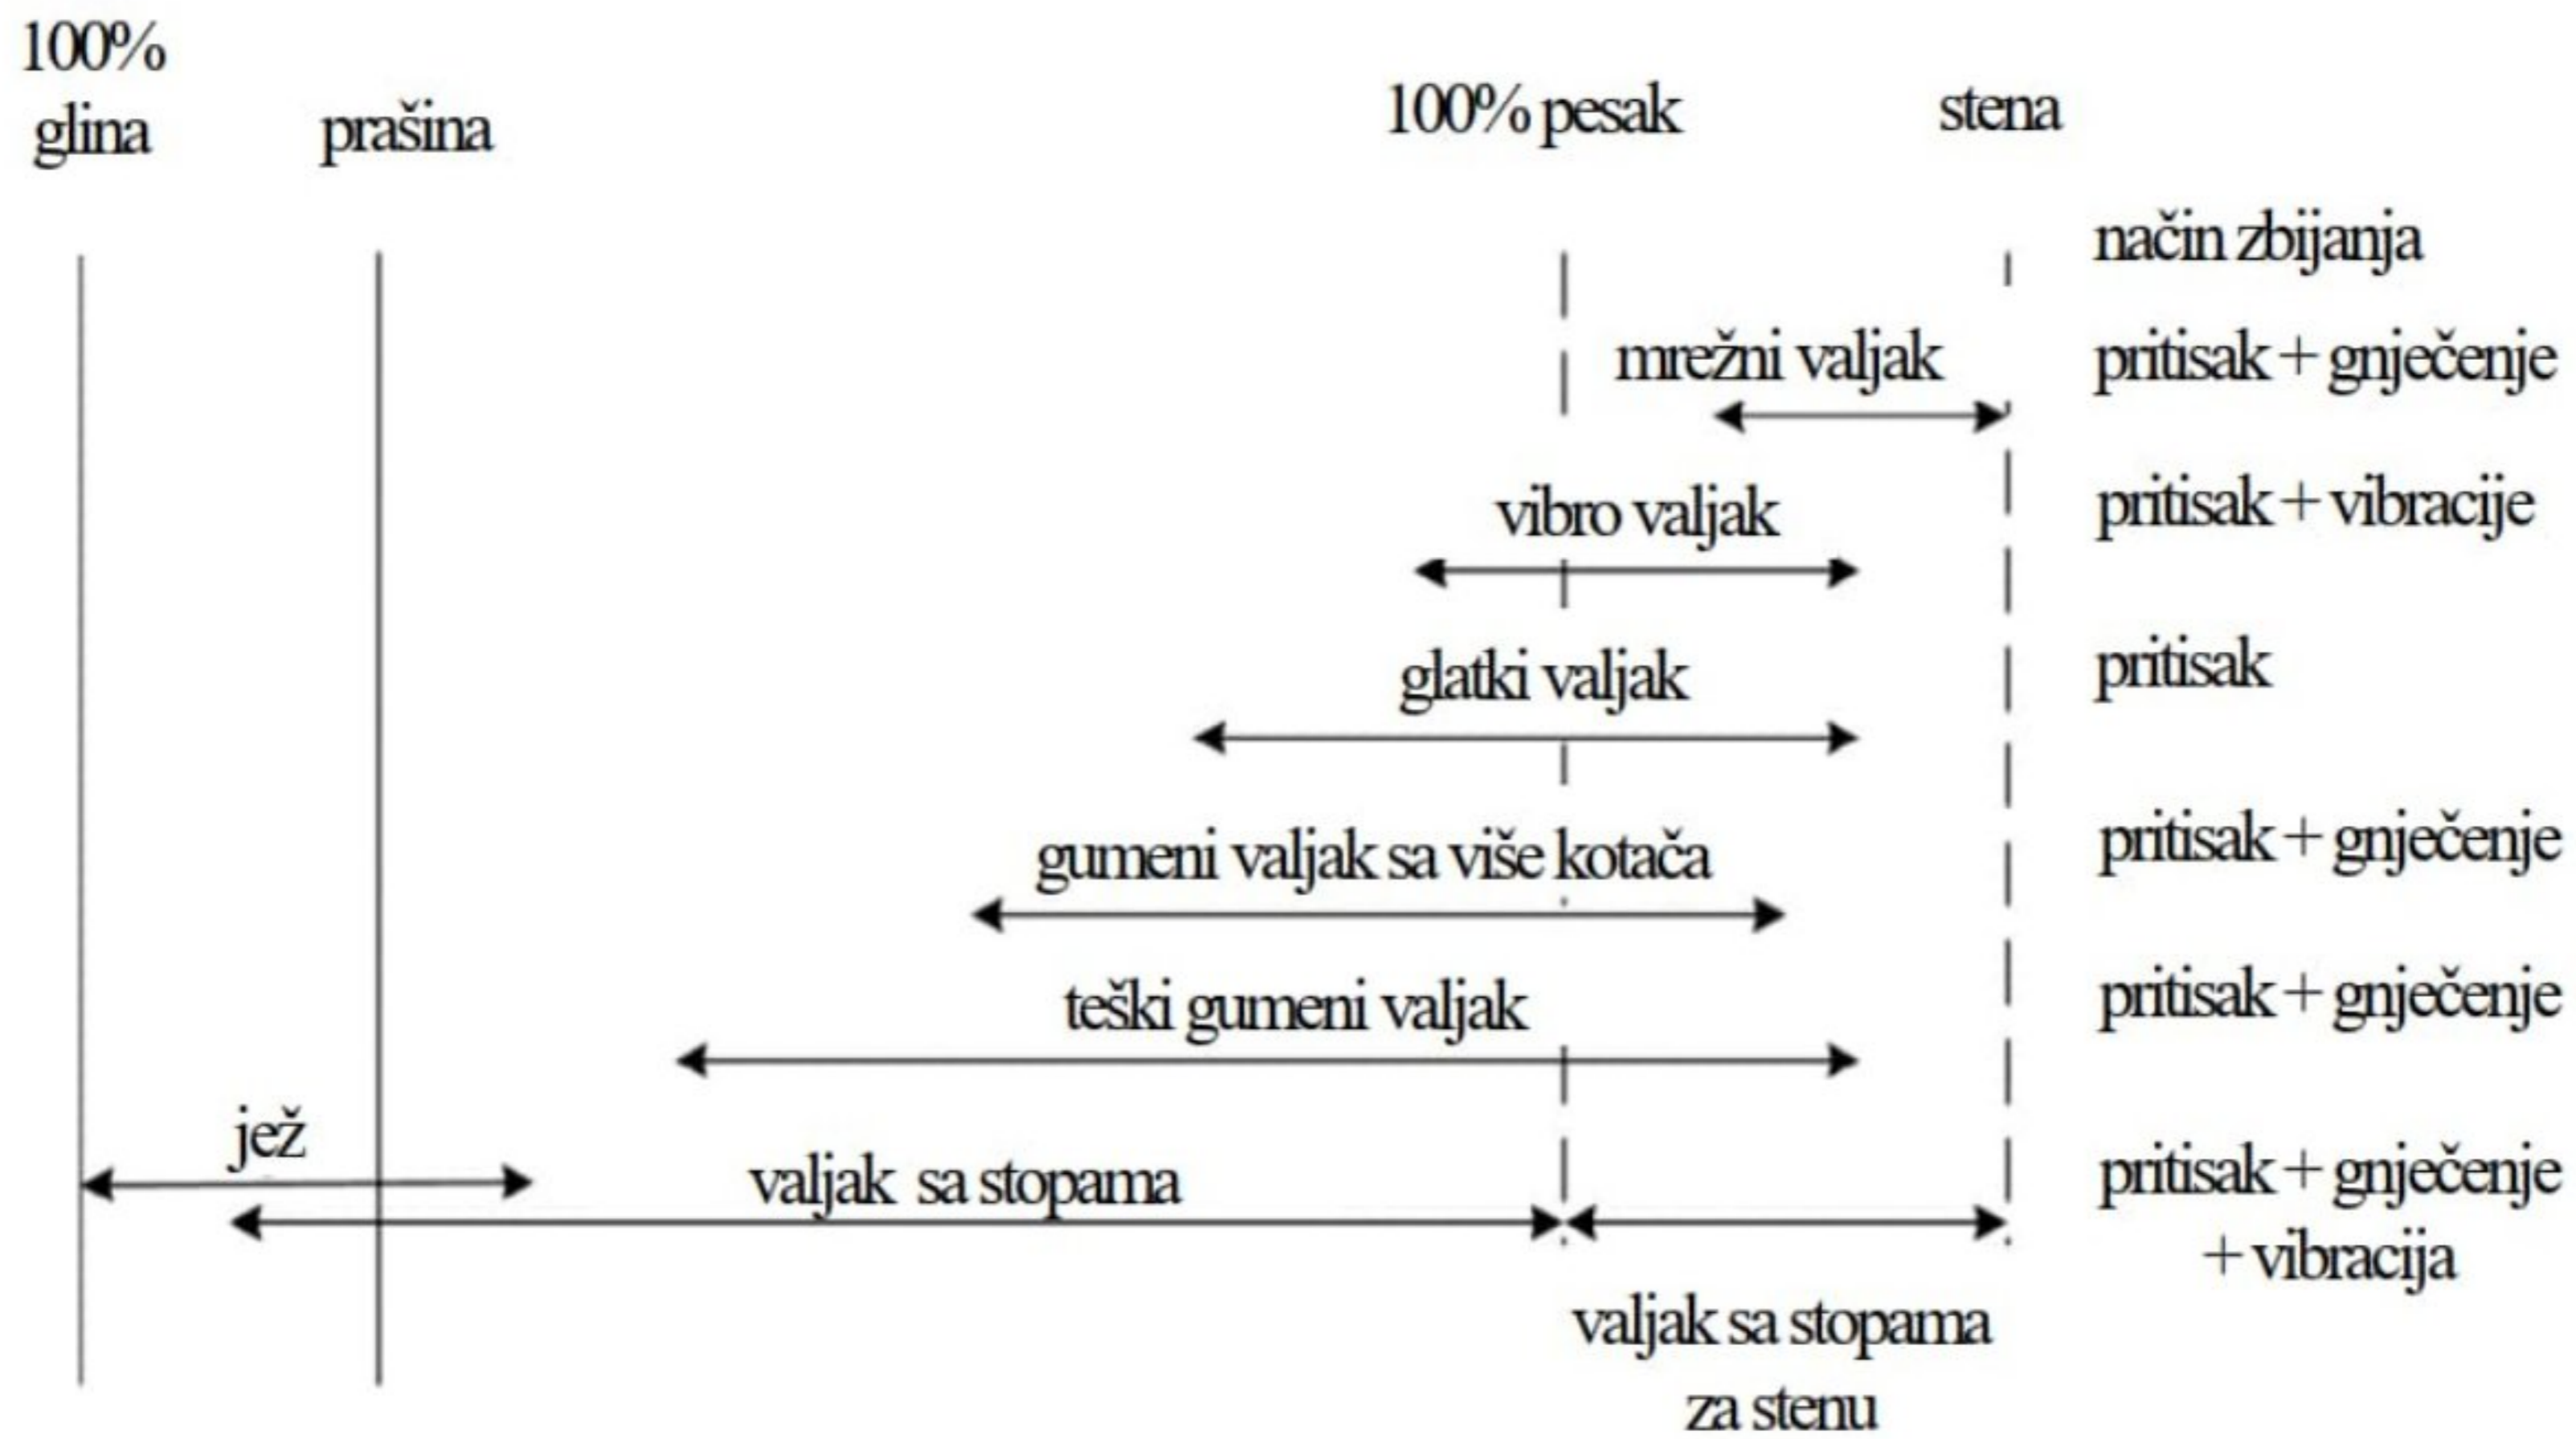 100%
glina
prašina
100% pesak
stena
način zbijanja
mrežni valjak
pritisak + gnječenje
vibro valjak
pritisak + vibracije
glatki valjak
pritisak
gumeni valjak sa više kotača
pritisak + gnječenje
teški gumeni valjak
pritisak + gnječenje
jež
valjak sa stopama
pritisak + gnječenje
+ vibracija
valjak sa stopama
za stenu